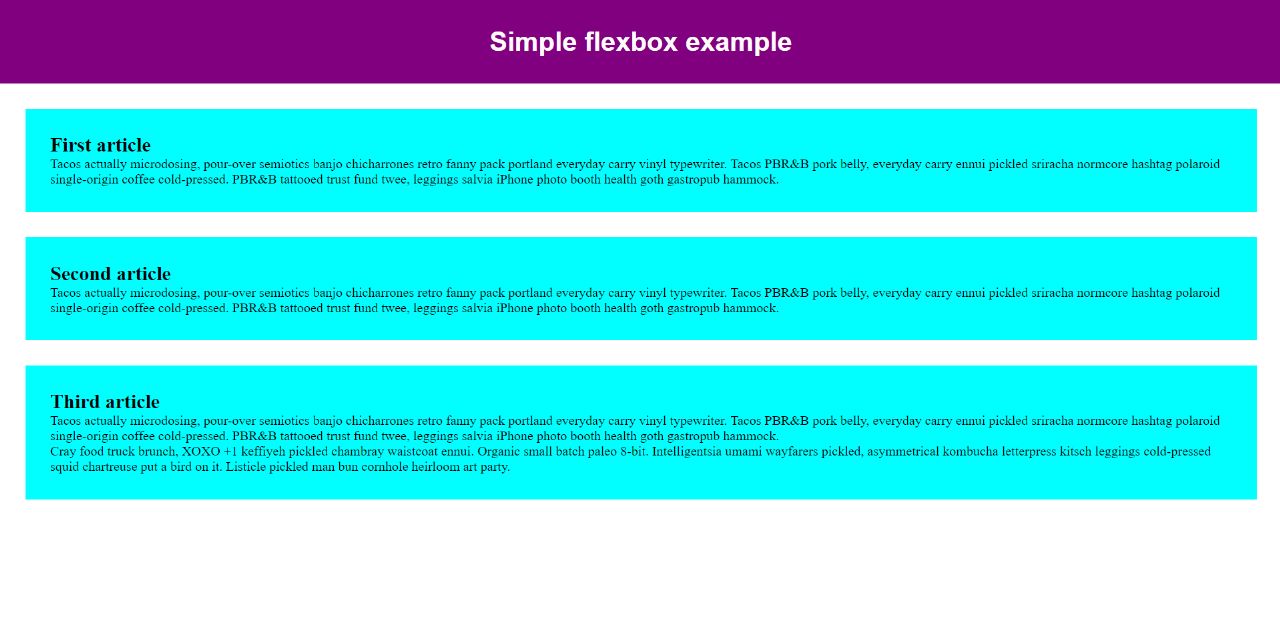 Simple flexbox example
First article
Tacos actually microdosing, pour-over semiotics banjo chicharrones retro fanny pack portland everyday carry vinyl typewriter. Tacos PBR&B pork belly, everyday carry ennui pickled sriracha normcore hashtag polaroid
single-origin coffee cold-pressed. PBR&B tattooed trust fund twee, leggings salvia iPhone photo booth health goth gastropub hammock.
Second article
Tacos actually microdosing, pour-over semiotics banjo chicharrones retro fanny pack portland everyday carry vinyl typewriter. Tacos PBR&B pork belly, everyday carry ennui pickled sriracha normcore hashtag polaroid
single-origin coffee cold-pressed. PBR&B tattooed trust fund twee, leggings salvia iPhone photo booth health goth gastropub hammock.
Third article
Tacos actually microdosing, pour-over semiotics banjo chicharrones retro fanny pack portland everyday carry vinyl typewriter. Tacos PBR&B pork belly, everyday carry ennui pickled sriracha normcore hashtag polaroid
single-origin coffee cold-pressed. PBR&B tattooed trust fund twee, leggings salvia iPhone photo booth health goth gastropub hammock.
Cray food truck brunch, XOXO +1 keffiyeh pickled chambray waistcoat ennui. Organic small batch paleo 8-bit. Intelligentsia umami wayfarers pickled, asymmetrical kombucha letterpress kitsch leggings cold-pressed
squid chartreuse put a bird on it. Listicle pickled man bun cornhole heirloom art party.